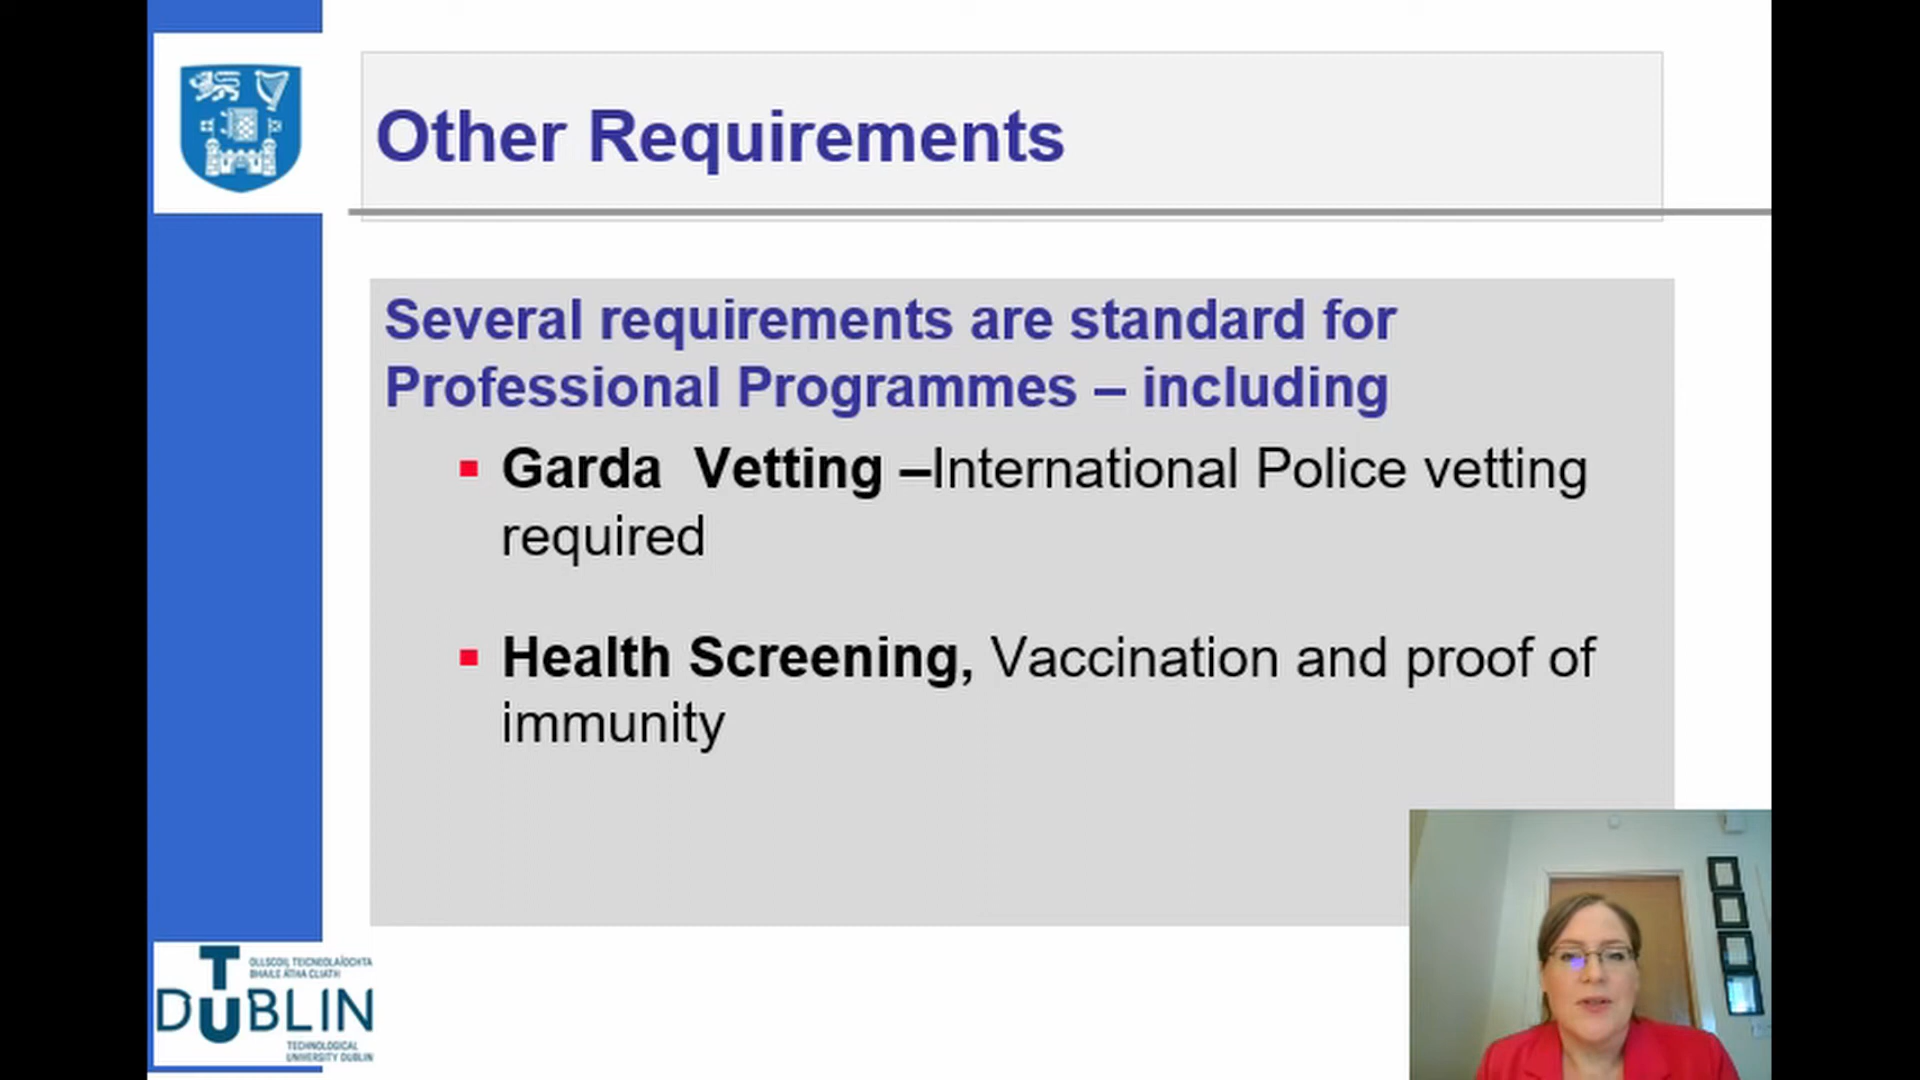 Other Requirements
Several requirements are standard for
Professional Programmes – including
Garda  Vetting –International Police vetting
required
Health Screening, Vaccination and proof of
immunity
OLLSCOIL TEICNEOLAÍOCHTA
BHAILE ÁTHA CLIATH
TU DUBLIN
TECHNOLOGICAL
UNIVERSITY DUBLIN